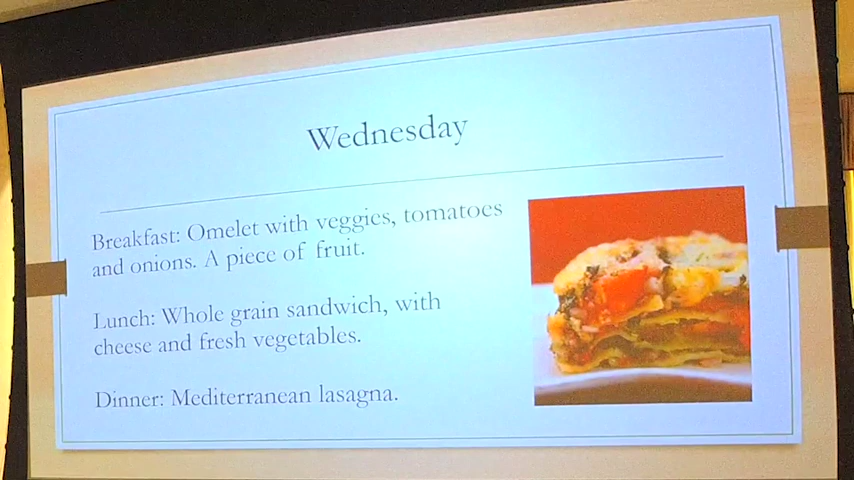 Wednesday
Breakfast: Omelet with veggies, tomatoes
and onions. A piece of fruit.
Lunch: Whole grain sandwich, with
cheese and fresh vegetables.
Dinner: Mediterranean lasagna.